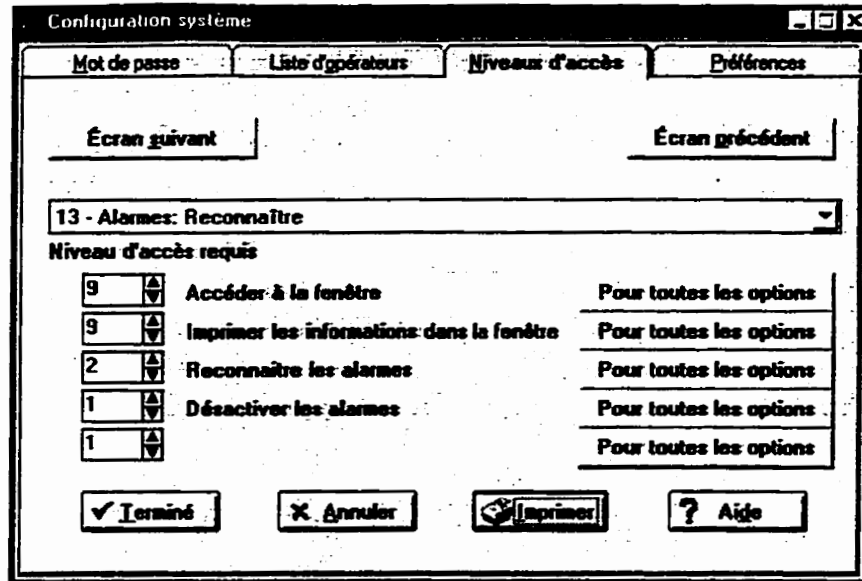 Configuration système
Mot de passe Liste d'opérateurs Niveaux d'accès Préférences
Écran suivant Écran précédent
13 - Alarmes: Reconnaître
Niveau d'accès requis
9 Accéder à la fenêtre Pour toutes les options
9 Imprimer les informations dans la fenêtre Pour toutes les options
2 Reconnaître les alarmes Pour toutes les options
1 Désactiver les alarmes Pour toutes les options
1 Pour toutes les options
Terminé Annuler Imprimer ? Aide